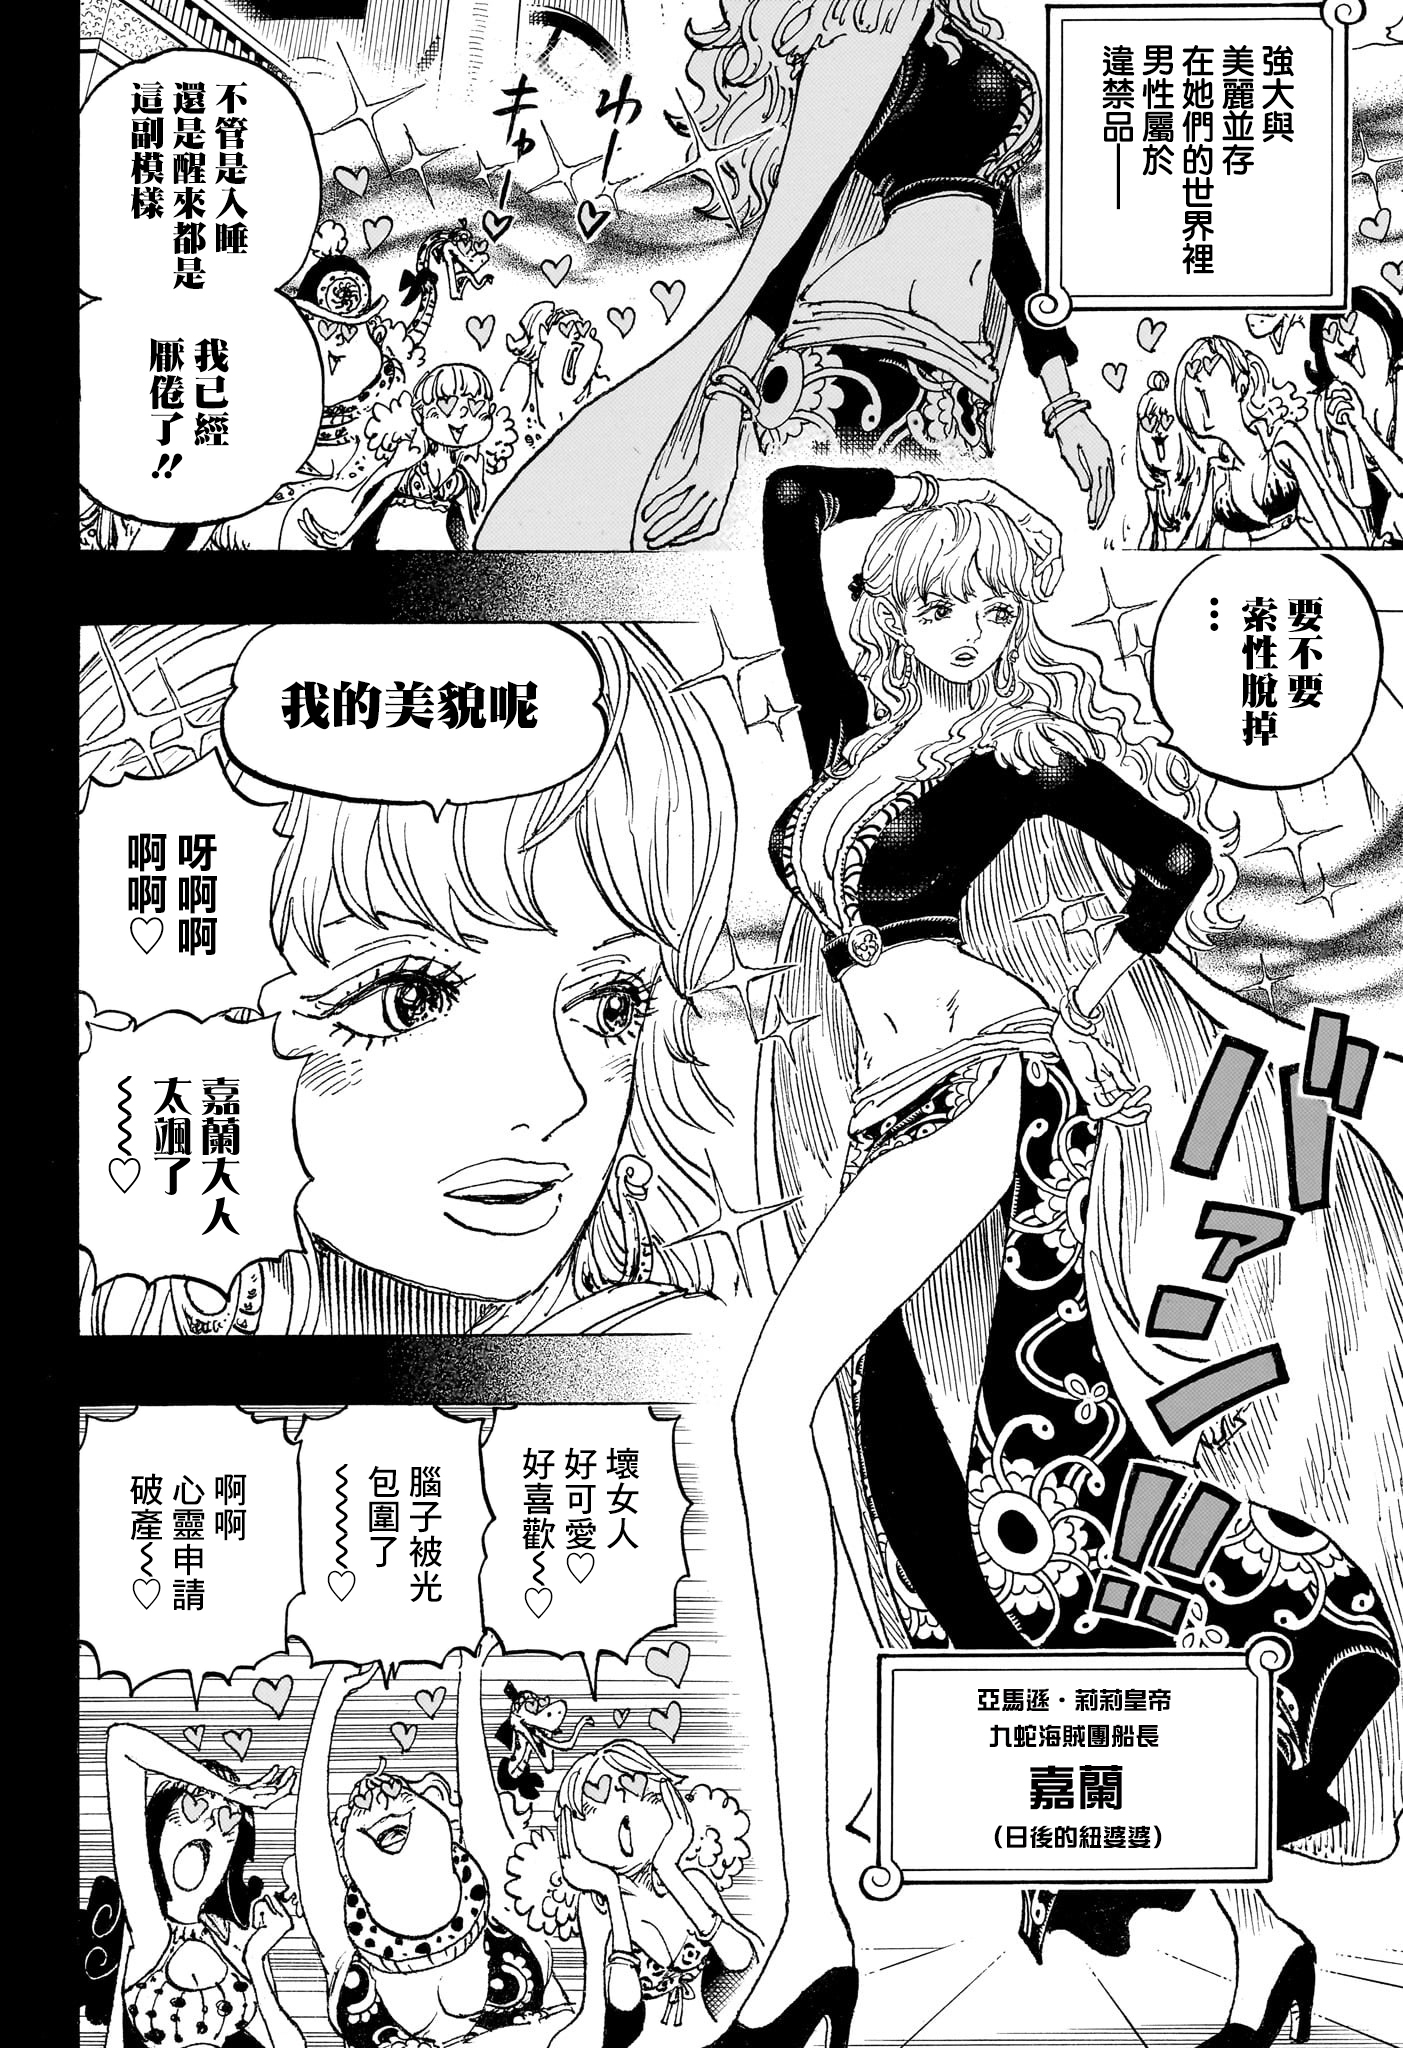 強大與
美麗並存
在她們的世界裡
男性屬於
違禁品——
キャー
わー
不管是入睡
還是醒來都是
這副模樣
我已經
厭倦了!!
要不要
索性脫掉
…
我的美貌呢
バァン!!
呀啊啊
啊啊♡
嘉蘭大人
太颯了
~~~♡
壞女人
好可愛♡
好喜歡~♡
腦子被光
包圍了
~~~♡
啊啊
心靈申請
破產~♡
亞馬遜・莉莉皇帝
九蛇海賊團船長
嘉蘭
(日後的紐婆婆)